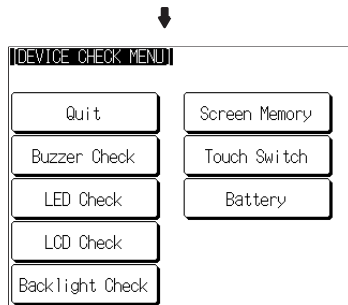 [DEVICE CHECK MENU]
Quit
Screen Memory
Buzzer Check
Touch Switch
LED Check
Battery
LCD Check
Backlight Check